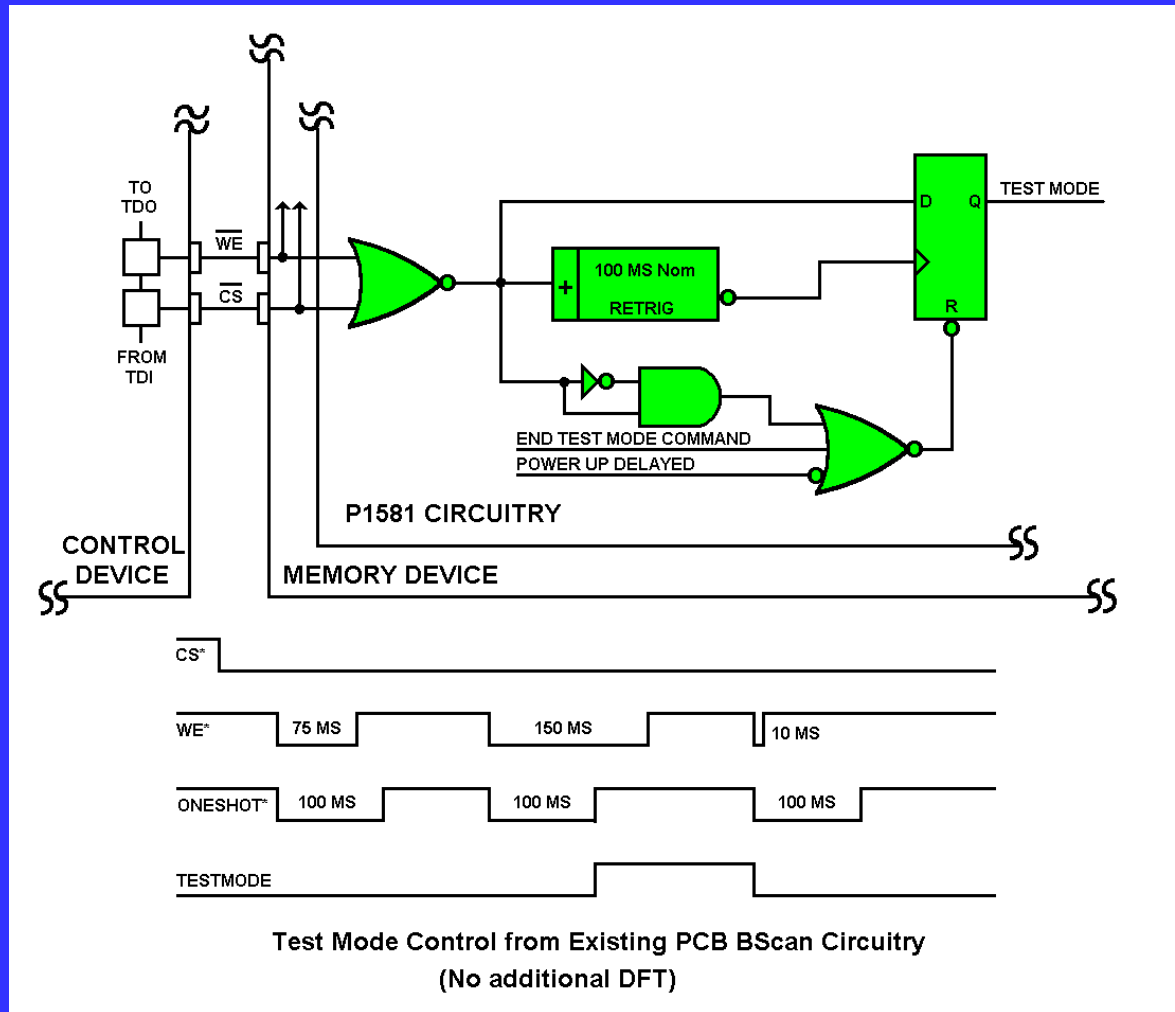 TO
TDO
WE
CS
FROM
TDI
100 MS Nom
+
RETRIG
D
Q
R
TEST MODE
END TEST MODE COMMAND
POWER UP DELAYED
P1581 CIRCUITRY
CONTROL
DEVICE
MEMORY DEVICE
CS*
WE*
75 MS
150 MS
10 MS
ONESHOT*
100 MS
100 MS
100 MS
TESTMODE
Test Mode Control from Existing PCB BScan Circuitry
(No additional DFT)